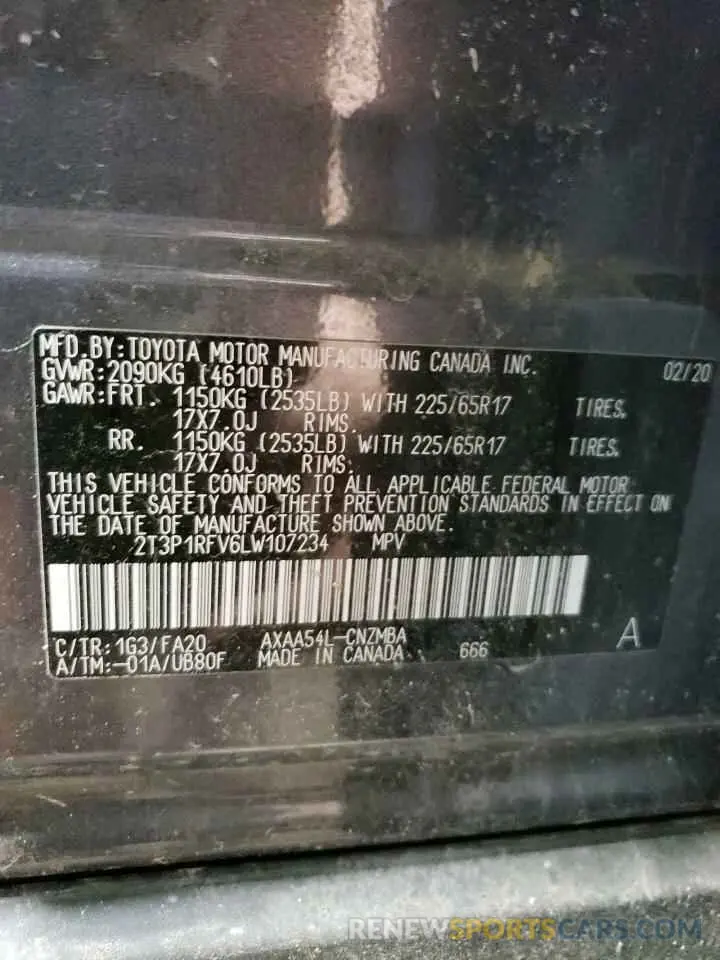 MFD.BY:TOYOTA MOTOR MANUFACTURING CANADA INC. 02/20
GVWR:2090KG (4610LB)
GAWR:FRT. 1150KG (2535LB) WITH 225/65R17 TIRES,
17X7.0J RIMS.
RR. 1150KG (2535LB) WITH 225/65R17 TIRES,
17X7.0J RIMS.
THIS VEHICLE CONFORMS TO ALL APPLICABLE FEDERAL MOTOR
VEHICLE SAFETY AND THEFT PREVENTION STANDARDS IN EFFECT ON
THE DATE OF MANUFACTURE SHOWN ABOVE.
2T3P1RFV6LW107234 MPV
C/TR:1G3/FA20 AXAA54L-CNZMBA A
A/TM:-01A/UB80F MADE IN CANADA 666
RENEWSPORTSCARS.COM